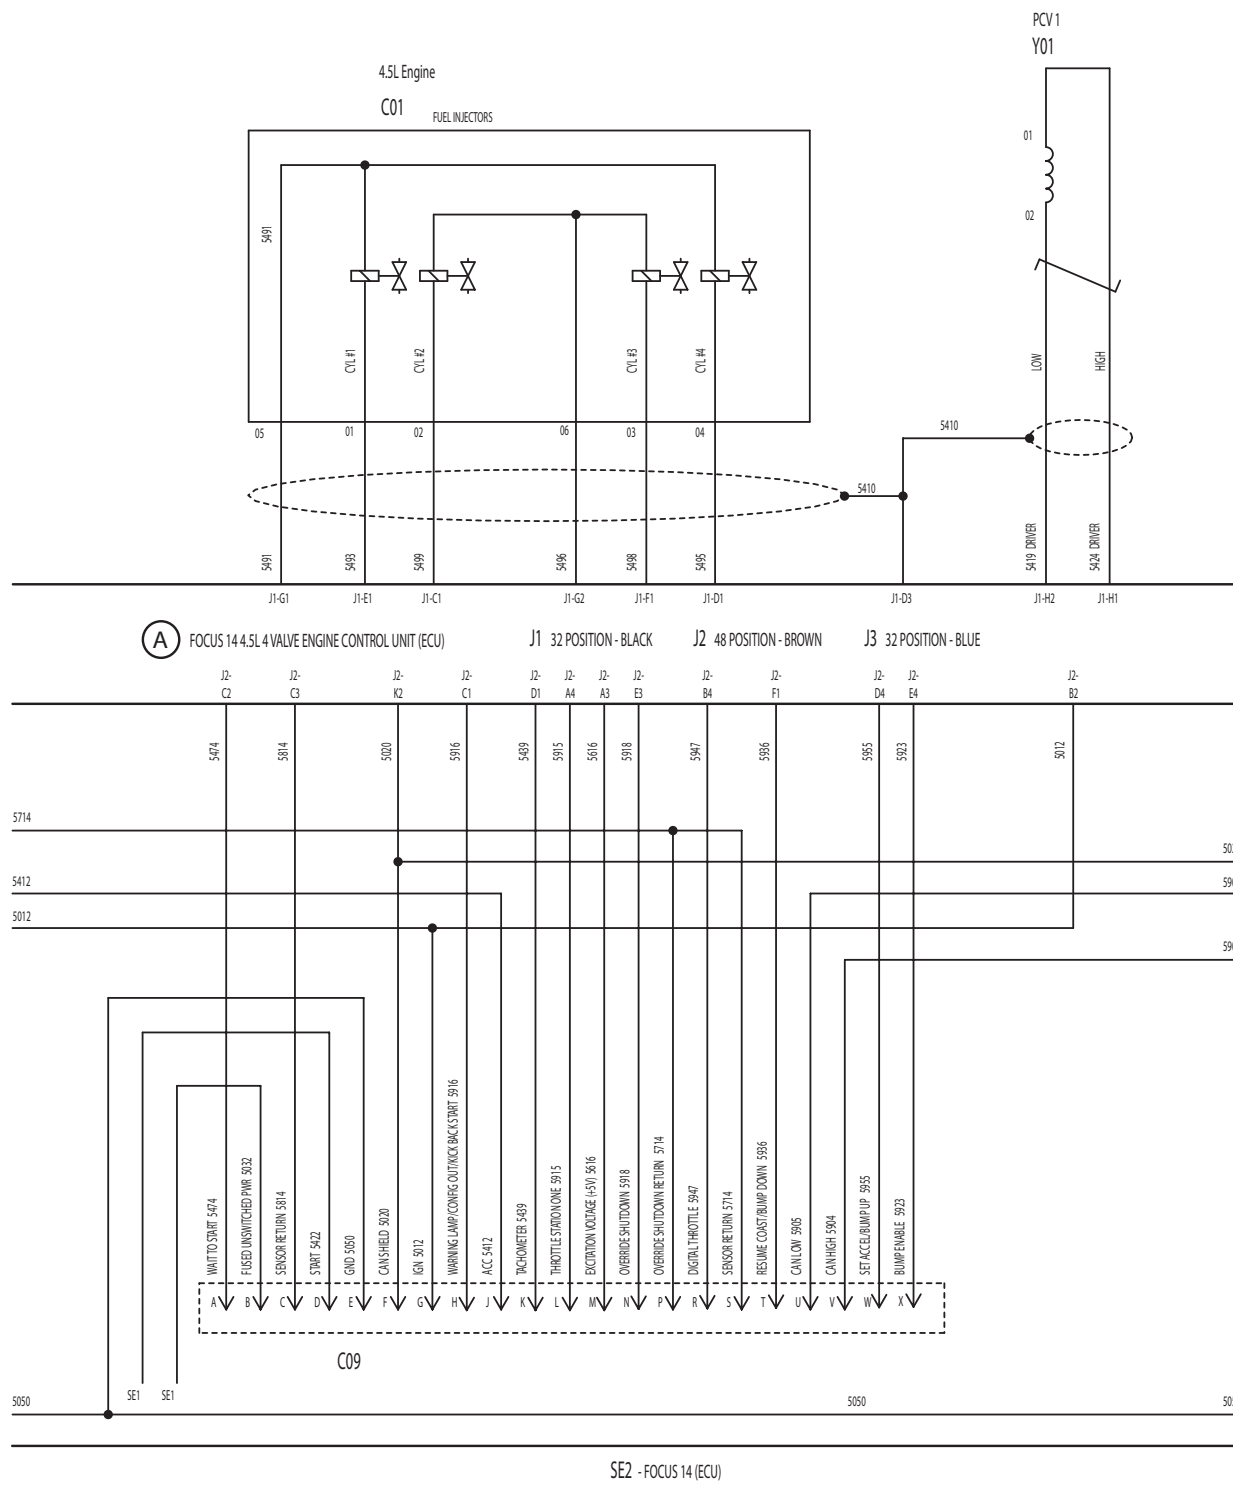 PCV 1
Y01
4.5L Engine
C01
FUEL INJECTORS
01
02
5491
CYL #1
CYL #2
CYL #3
CYL #4
LOW
HIGH
05
01
02
06
03
04
5410
5410
5491
5493
5499
5496
5498
5495
5419 DRIVER
5424 DRIVER
J1-G1
J1-E1
J1-C1
J1-G2
J1-F1
J1-D1
J1-D3
J1-H2
J1-H1
A
FOCUS 14 4.5L 4 VALVE ENGINE CONTROL UNIT (ECU)
J1 32 POSITION - BLACK
J2 48 POSITION - BROWN
J3 32 POSITION - BLUE
J2-
C2
J2-
C3
J2-
K2
J2-
C1
J2-
D1
J2-
A4
J2-
A3
J2-
E3
J2-
B4
J2-
F1
J2-
D4
J2-
E4
J2-
B2
5474
5814
5020
5916
5439
5915
5616
5918
5947
5936
5955
5923
5012
5714
5412
5012
WAIT TO START 5474
FUSED UNSWITCHED PWR 5032
SENSOR RETURN 5814
START 5422
GND 5050
CAN SHIELD 5020
IGN 5012
WARNING LAMP/CONFIG OUT/KICK BACK START 5916
ACC 5412
TACHOMETER 5439
THROTTLE STATION ONE 5915
EXCITATION VOLTAGE (+5V) 5616
OVERRIDE SHUTDOWN 5918
OVERRIDE SHUTDOWN RETURN 5714
DIGITAL THROTTLE 5947
SENSOR RETURN 5714
RESUME COAST/BUMP DOWN 5936
CAN LOW 5905
CAN HIGH 5904
SET ACCEL/BUMP UP 5955
BUMP ENABLE 5923
A
B
C
D
E
F
G
H
J
K
L
M
N
P
R
S
T
U
V
W
X
C09
SE1
SE1
5050
5050
SE2 - FOCUS 14 (ECU)